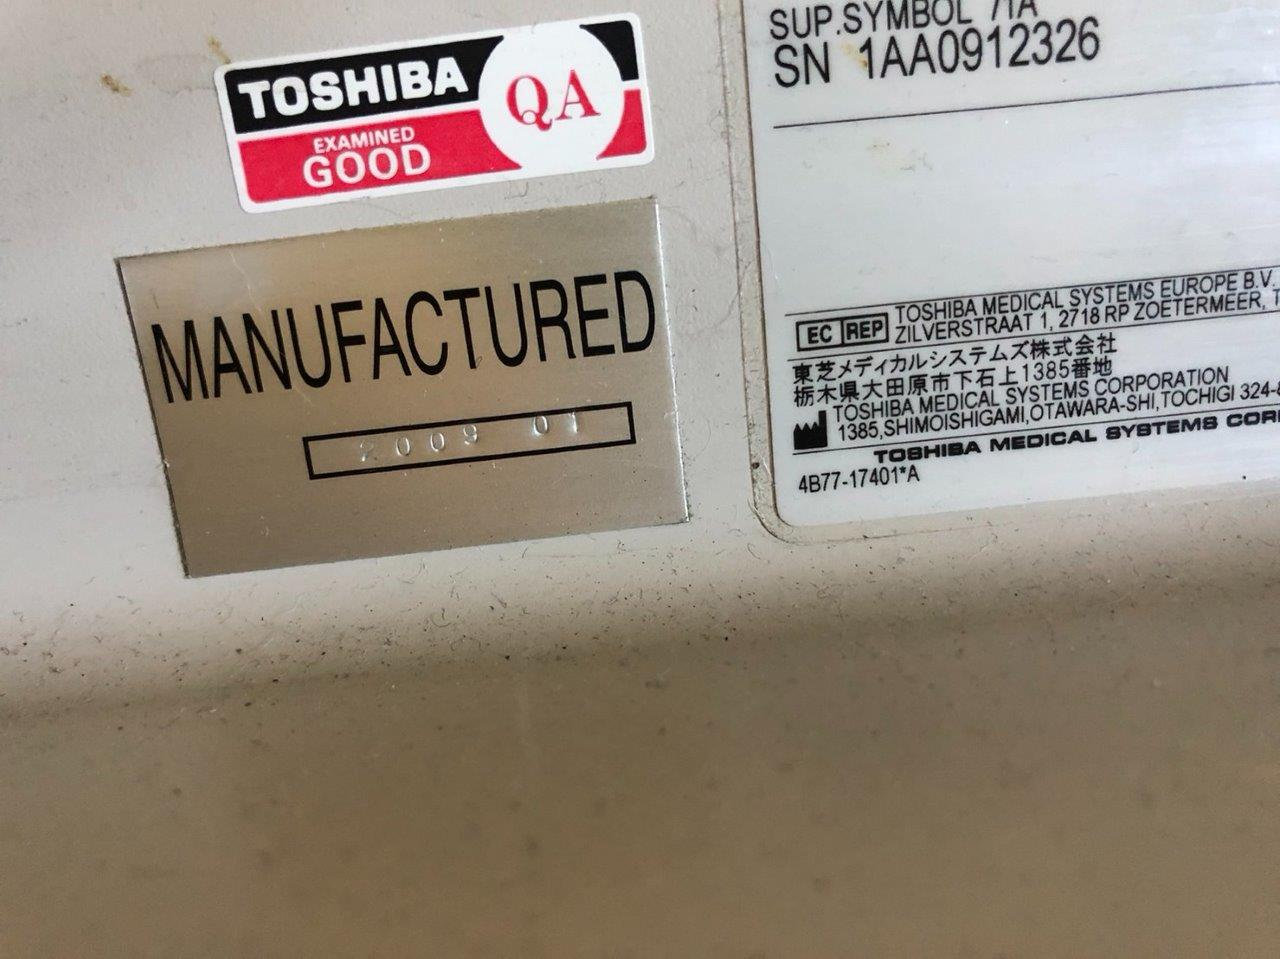 TOSHIBA
QA
EXAMINED
GOOD
MANUFACTURED
2009 01
SUP.SYMBOL /1A
SN 1AA0912326
EC REP
TOSHIBA MEDICAL SYSTEMS EUROPE B.V.
ZILVERSTRAAT 1, 2718 RP ZOETERMEER,
東芝メディカルシステムズ株式会社
栃木県大田原市下石上1385番地
TOSHIBA MEDICAL SYSTEMS CORPORATION
1385,SHIMOISHIGAMI,OTAWARA-SHI,TOCHIGI 324-
TOSHIBA MEDICAL SYSTEMS COR
4B77-17401*A